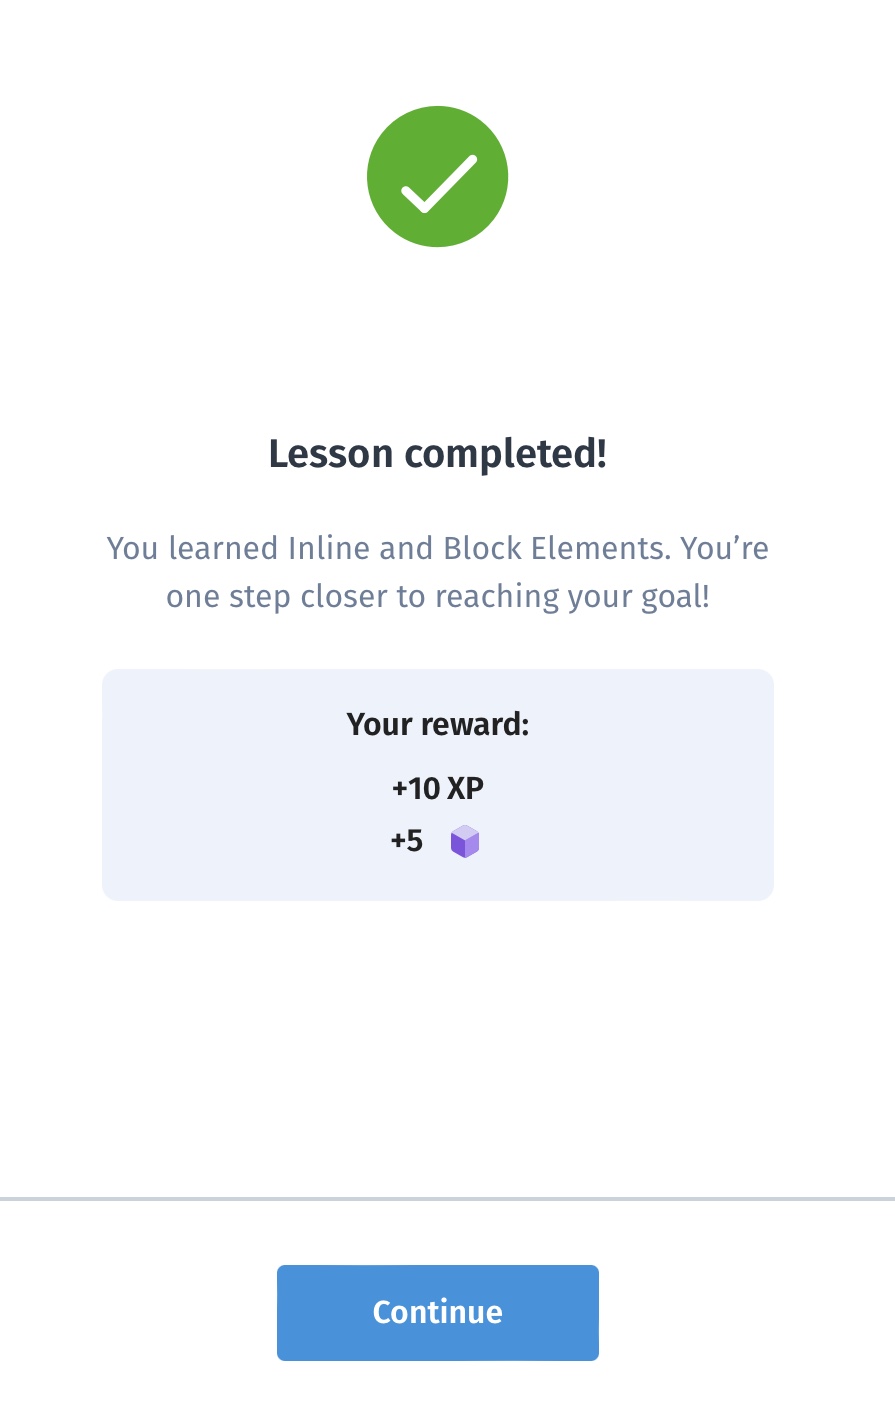 Lesson completed!
You learned Inline and Block Elements. You’re
one step closer to reaching your goal!
Your reward:
+10 XP
+5
Continue